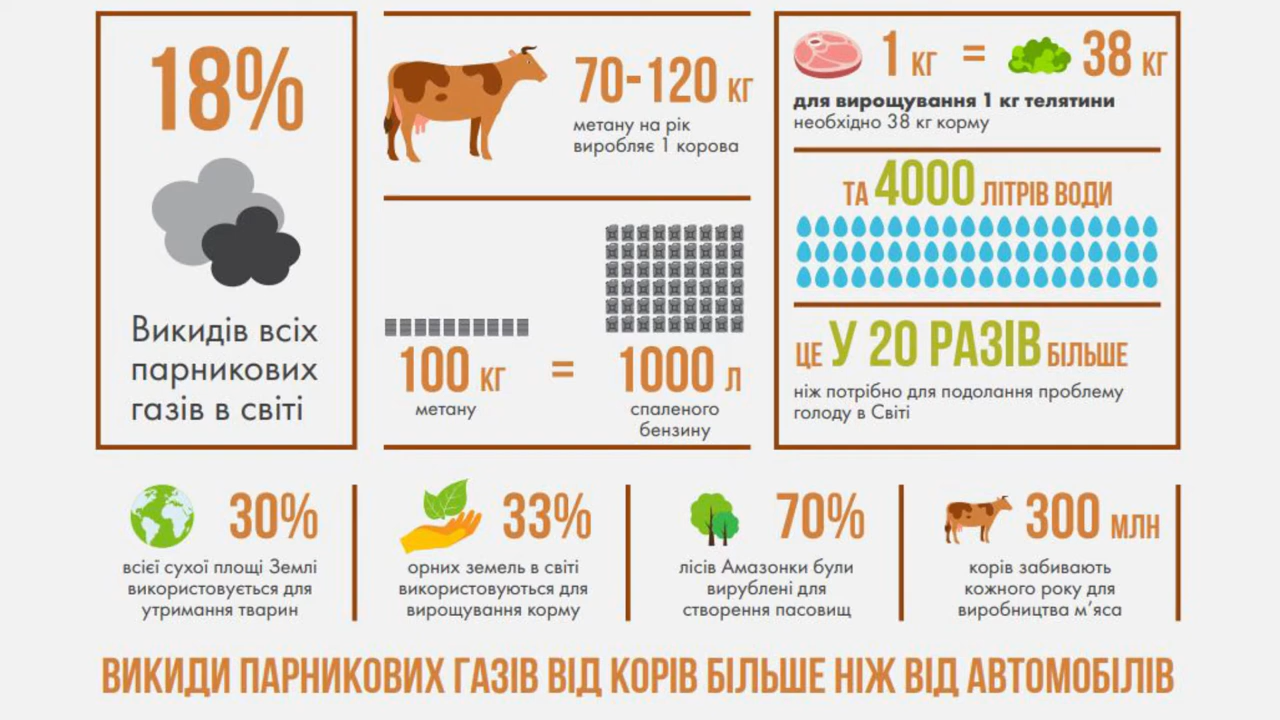 18%
Викидів всіх
парникових
газів в світі
70-120 кг
метану на рік
виробляє 1 корова
100 кг = 1000 л
метану
спаленого
бензину
1 кг = 38 кг
для вирощування 1 кг телятини
необхідно 38 кг корму
ТА 4000 ЛІТРІВ ВОДИ
ЦЕ У 20 РАЗІВ БІЛЬШЕ
ніж потрібно для подолання проблему
голоду в Світі
30%
всієї сухої площі Землі
використовується для
утримання тварин
33%
орних земель в світі
використовуються для
вирощування корму
70%
лісів Амазонки були
вирублені для
створення пасовищ
300 МЛН
корів забивають
кожного року для
виробництва м'яса
ВИКИДИ ПАРНИКОВИХ ГАЗІВ ВІД КОРІВ БІЛЬШЕ НІЖ ВІД АВТОМОБІЛІВ